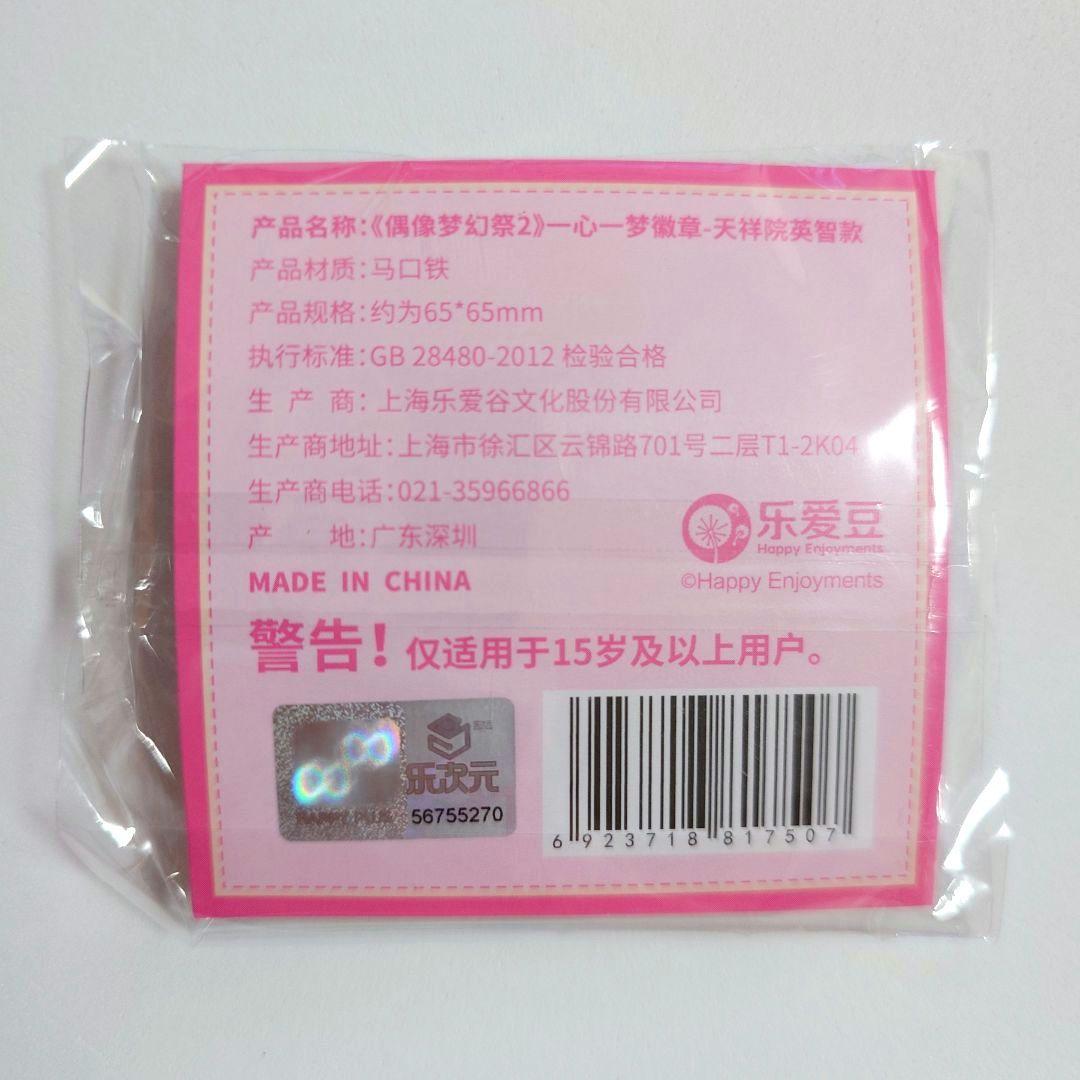 产品名称:《偶像梦幻祭2》一心一梦徽章-天祥院英智款
产品材质:马口铁
产品规格:约为65*65mm
执行标准:GB 28480-2012 检验合格
生 产 商: 上海乐爱谷文化股份有限公司
生产商地址:上海市徐汇区云锦路701号二层T1-2K04
生产商电话:021-35966866
产 地:广东深圳
MADE IN CHINA
乐爱豆
Happy Enjoyments
©Happy Enjoyments
警告! 仅适用于15岁及以上用户。
乐次元
56755270
6 923718 817507